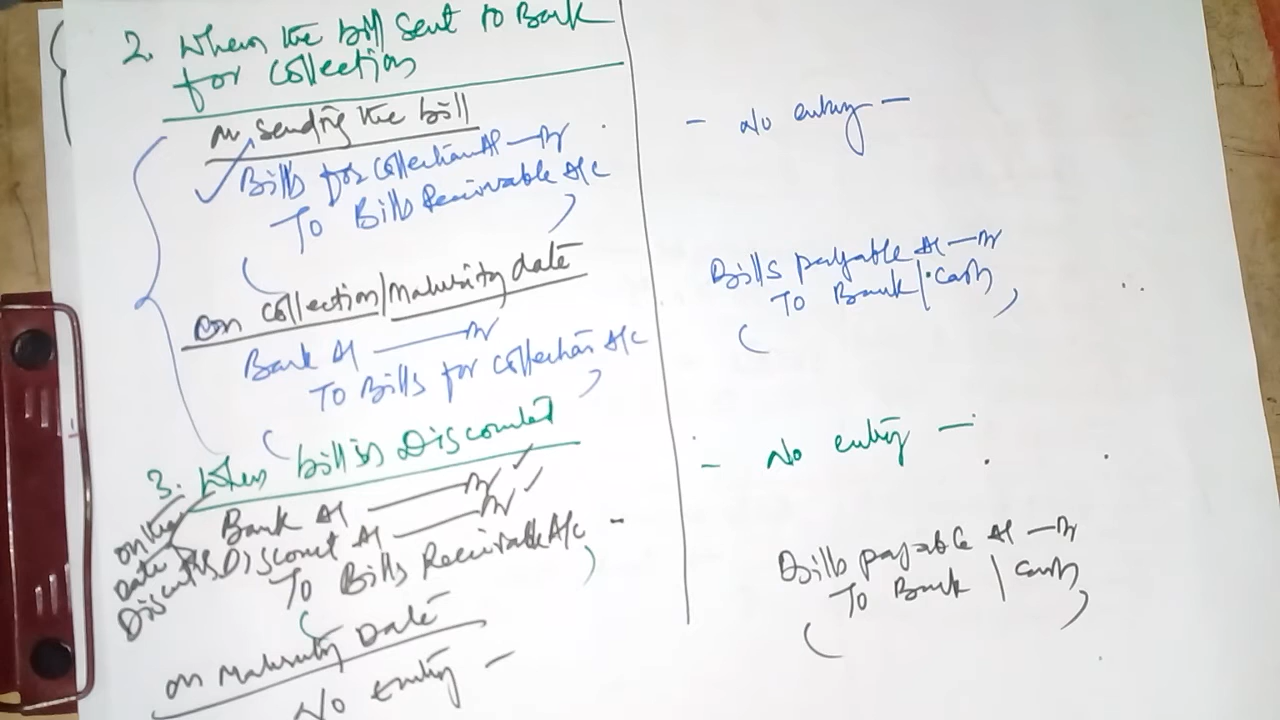 2. When the bill sent to Bank
for collection
on sending the bill
Bills for collection A/c — Dr
To Bills Receivable A/c
on collection/maturity date
Bank A/c — Dr
To Bills for collection A/c
3. When bill is Discounted
on the
Date
Bank A/c — Dr
Discount A/c — Dr
To Bills Receivable A/c
on maturity Date
No entry —
- No entry —
Bills payable A/c — Dr
To Bank/cash
- No entry —
Bills payable A/c — Dr
To Bank/cash